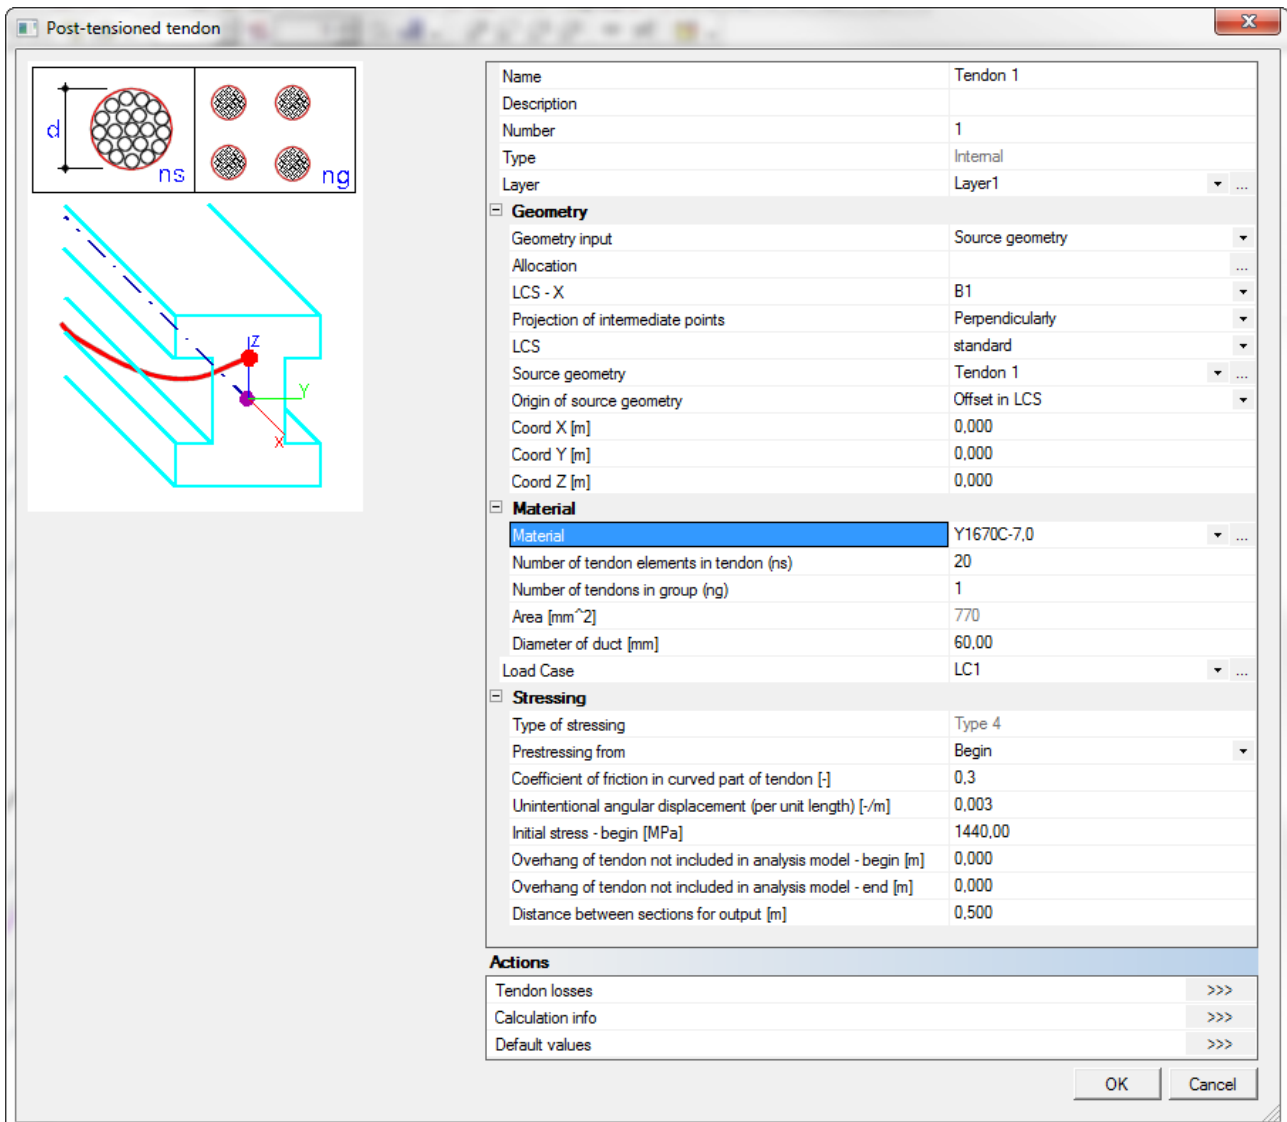 Post-tensioned tendon
d
ns
ng
Z
Y
X
Name Tendon 1
Description
Number 1
Type Internal
Layer Layer1 ...
Geometry
Geometry input Source geometry
Allocation ...
LCS - X B1
Projection of intermediate points Perpendicularly
LCS standard
Source geometry Tendon 1 ...
Origin of source geometry Offset in LCS
Coord X [m] 0,000
Coord Y [m] 0,000
Coord Z [m] 0,000
Material
Material Y1670C-7,0 ...
Number of tendon elements in tendon (ns) 20
Number of tendons in group (ng) 1
Area [mm^2] 770
Diameter of duct [mm] 60,00
Load Case LC1 ...
Stressing
Type of stressing Type 4
Prestressing from Begin
Coefficient of friction in curved part of tendon [-] 0,3
Unintentional angular displacement (per unit length) [-/m] 0,003
Initial stress - begin [MPa] 1440,00
Overhang of tendon not included in analysis model - begin [m] 0,000
Overhang of tendon not included in analysis model - end [m] 0,000
Distance between sections for output [m] 0,500
Actions
Tendon losses >>>
Calculation info >>>
Default values >>>
OK Cancel